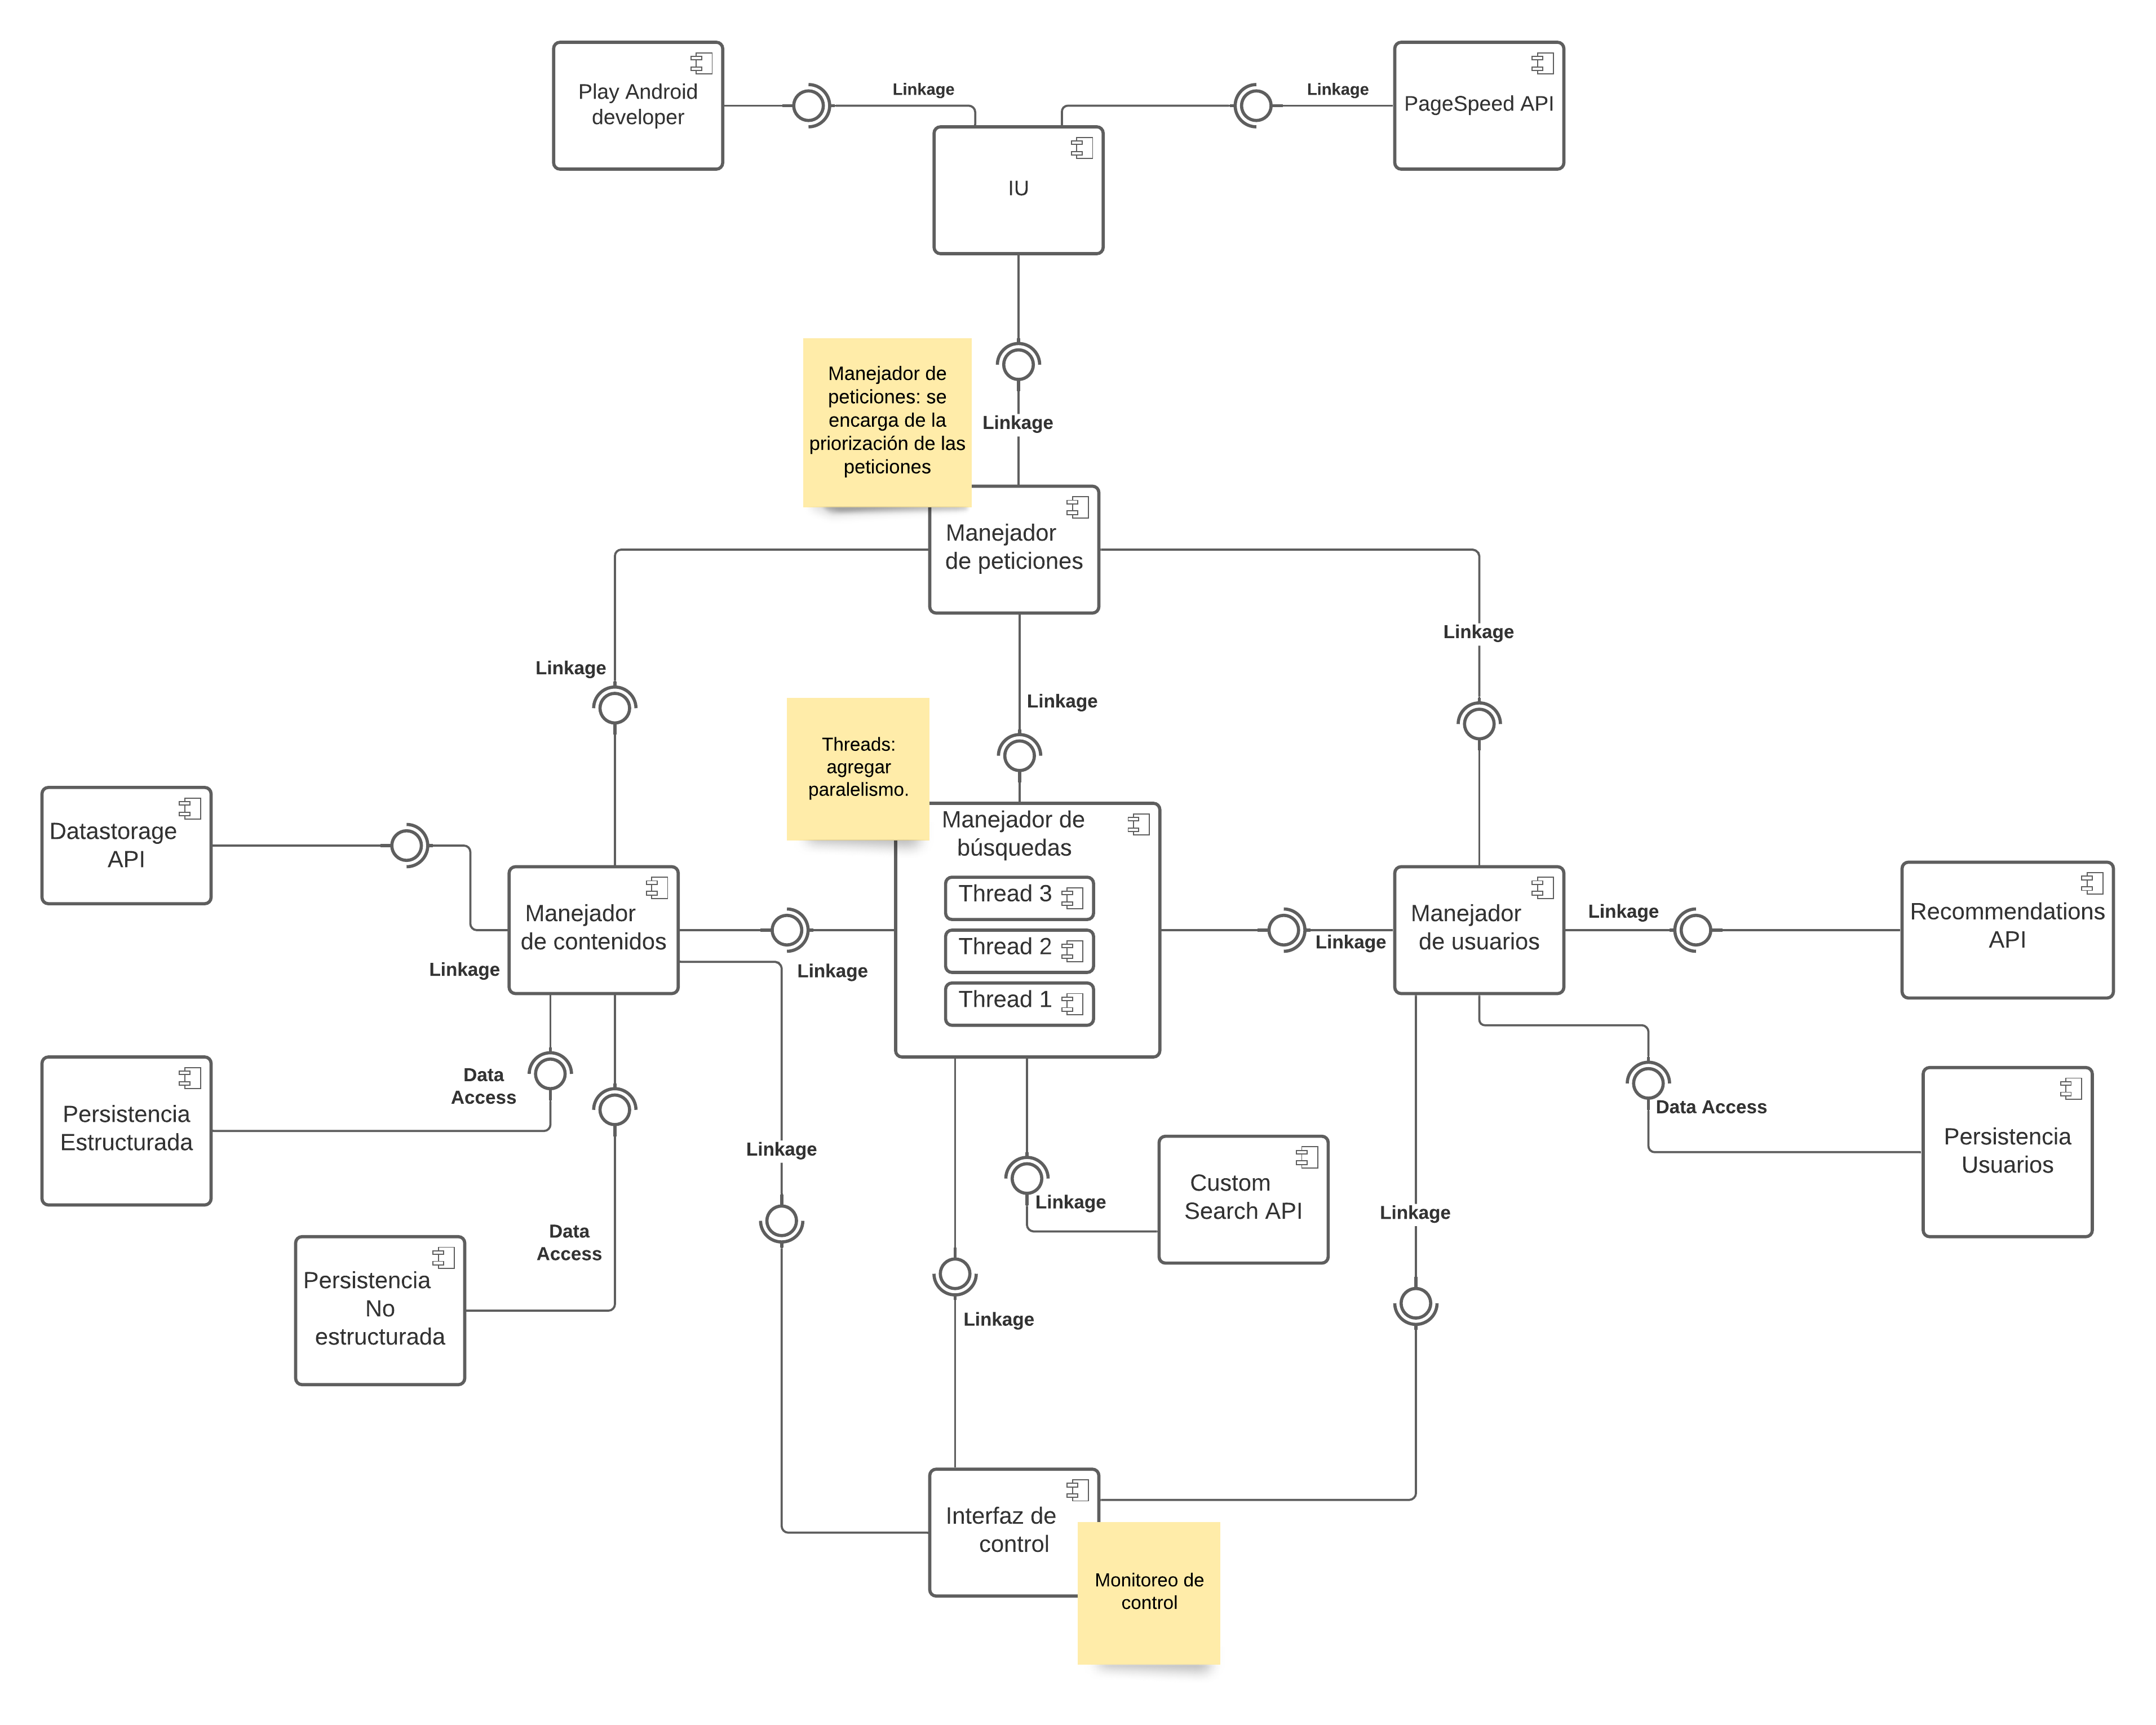 Play Android
developer
Linkage
Linkage
PageSpeed API
IU
Manejador de
peticiones: se
encarga de la
priorización de las
peticiones
Linkage
Manejador
de peticiones
Linkage
Linkage
Linkage
Threads:
agregar
paralelismo.
Manejador de
búsquedas
Thread 3
Thread 2
Thread 1
Datastorage
API
Manejador
de contenidos
Linkage
Linkage
Linkage
Manejador
de usuarios
Linkage
Recommendations
API
Persistencia
Estructurada
Data
Access
Data
Access
Persistencia
No
estructurada
Linkage
Linkage
Custom
Search API
Linkage
Linkage
Data Access
Persistencia
Usuarios
Interfaz de
control
Monitoreo de
control